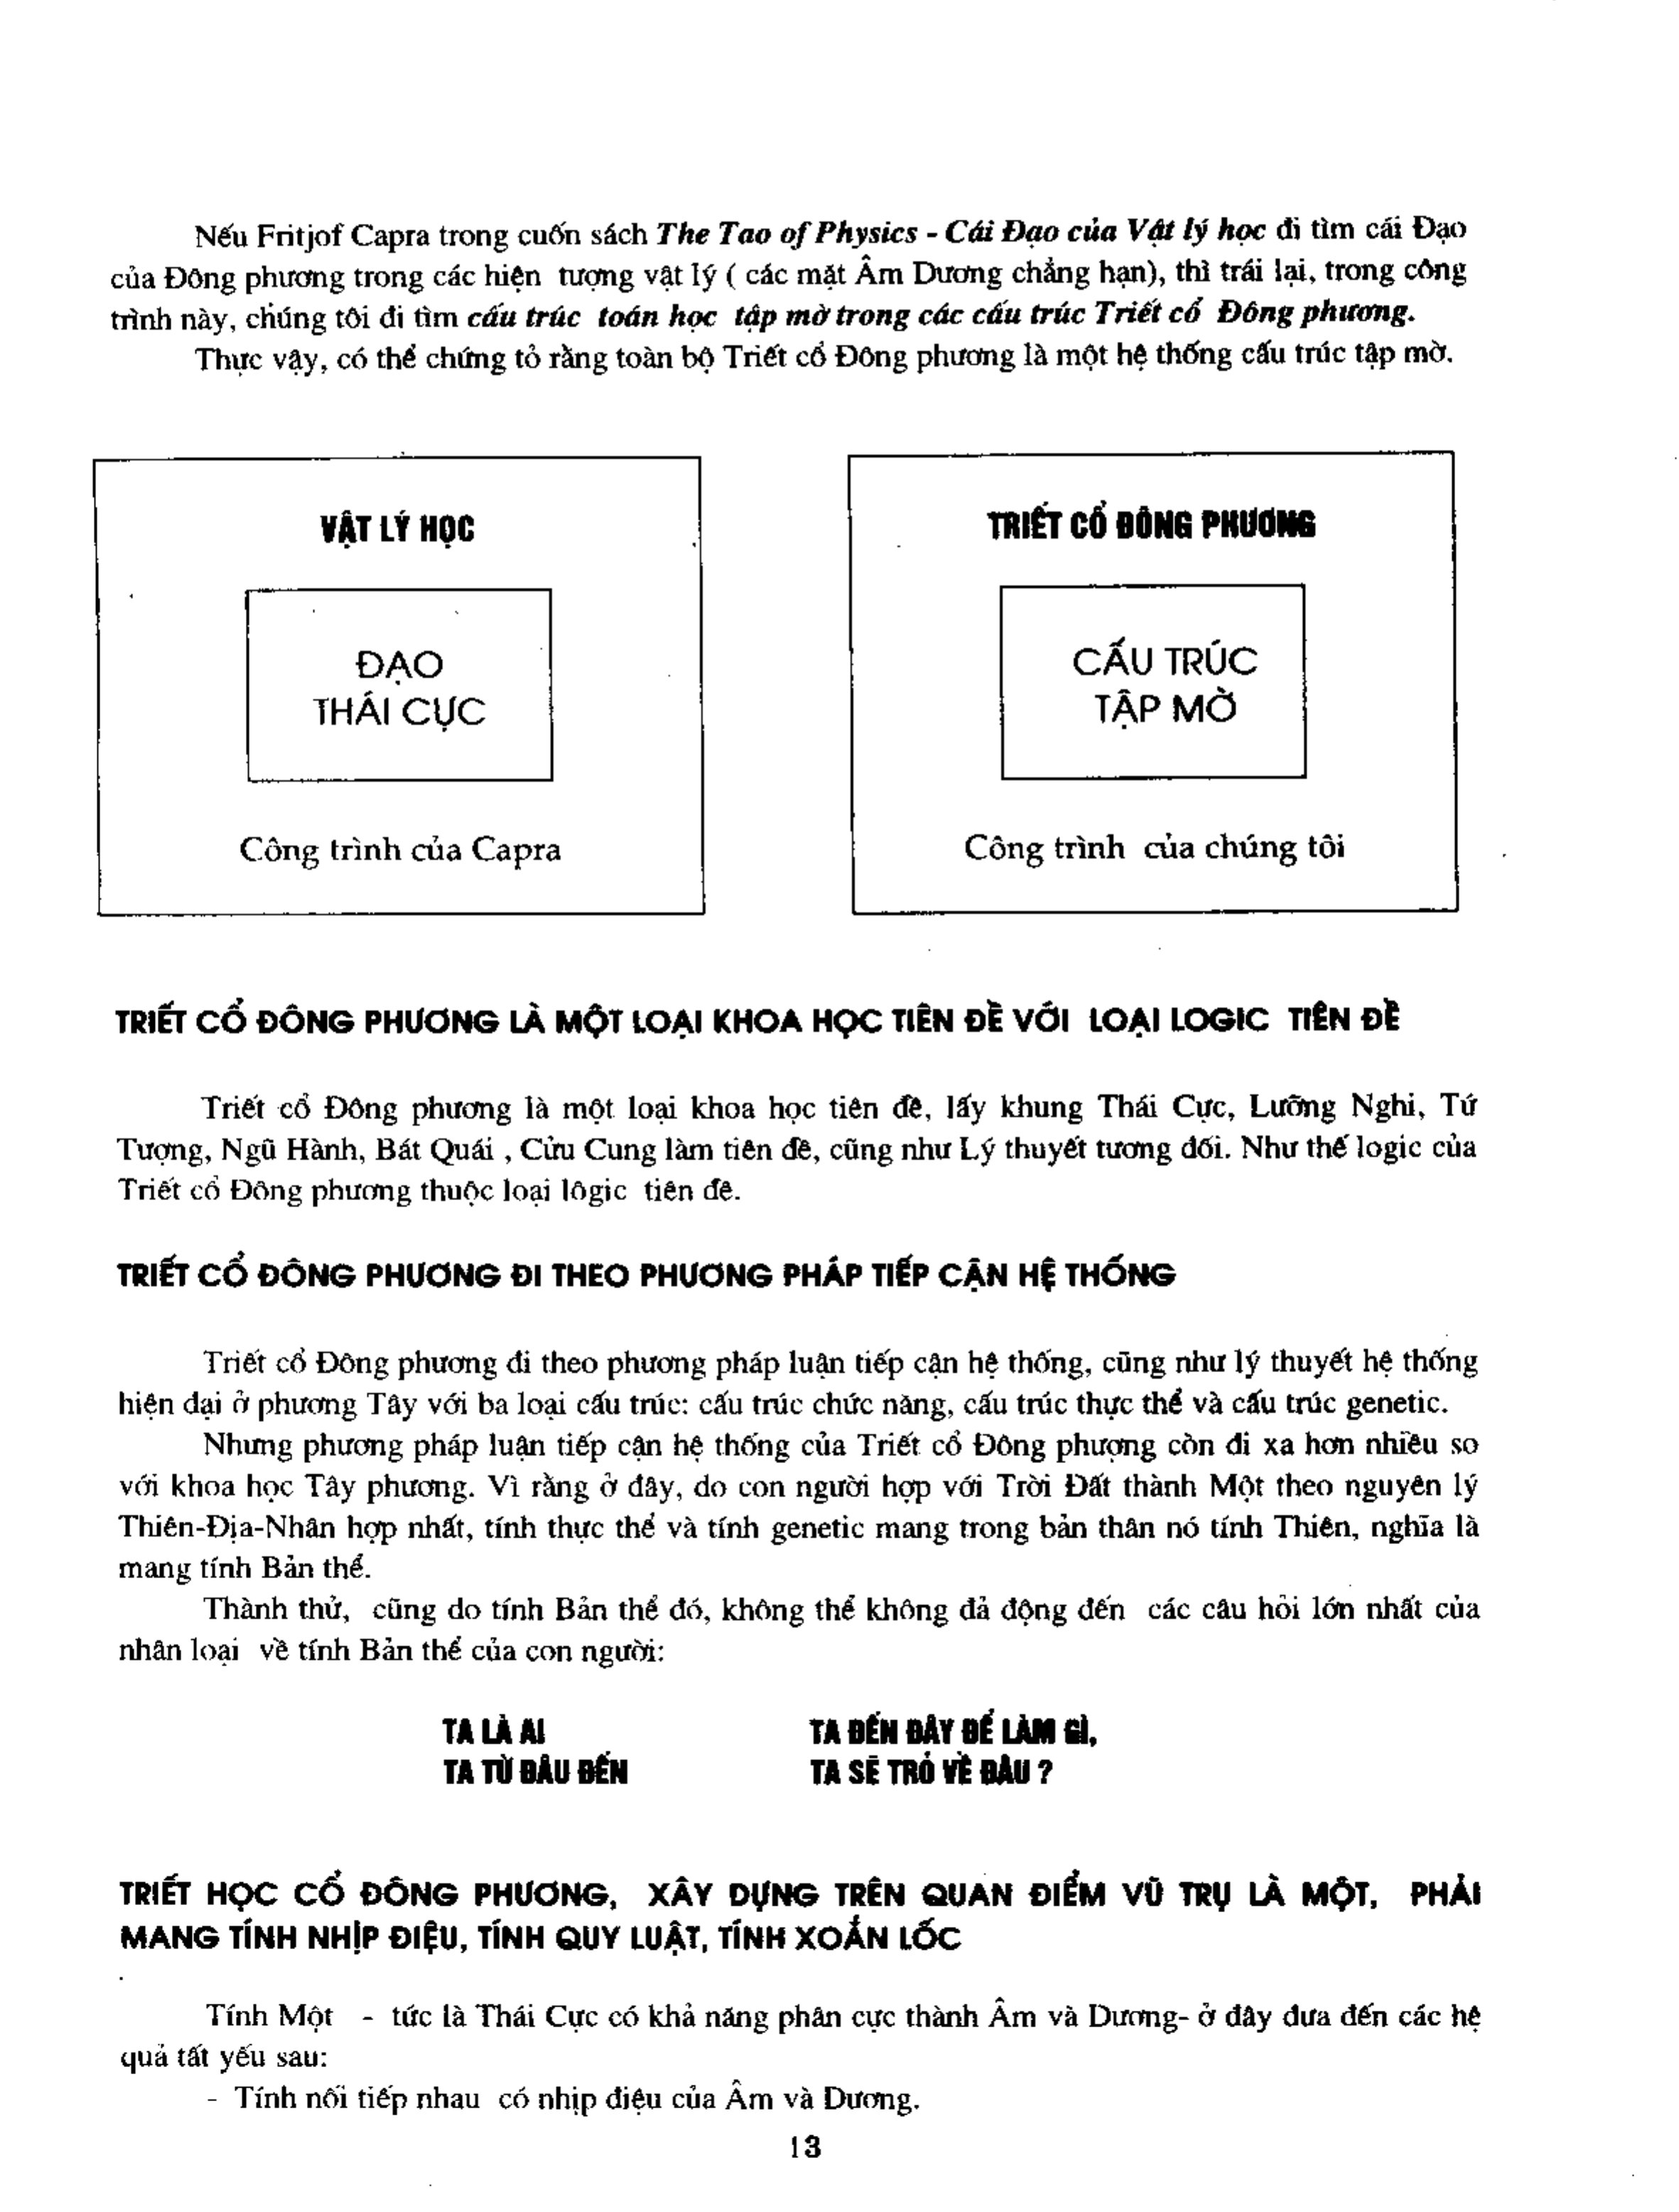 Nếu Fritjof Capra trong cuốn sách The Tao of Physics - Cái Đạo của Vật lý học đi tìm cái Đạo
của Đông phương trong các hiện tượng vật lý ( các mặt Âm Dương chẳng hạn), thì trái lại, trong công
trình này, chúng tôi đi tìm cấu trúc toán học tập mờ trong các cấu trúc Triết cổ Đông phương.
Thực vậy, có thể chứng tỏ rằng toàn bộ Triết cổ Đông phương là một hệ thống cấu trúc tập mờ.
VẬT LÝ HỌC
ĐẠO
THÁI CỰC
Công trình của Capra
TRIẾT CỔ ĐÔNG PHƯƠNG
CẤU TRÚC
TẬP MỜ
Công trình của chúng tôi
TRIẾT CỔ ĐÔNG PHƯƠNG LÀ MỘT LOẠI KHOA HỌC TIÊN ĐỀ VỚI LOẠI LOGIC TIÊN ĐỀ
Triết cổ Đông phương là một loại khoa học tiên đề, lấy khung Thái Cực, Lưỡng Nghi, Tứ
Tượng, Ngũ Hành, Bát Quái , Cửu Cung làm tiên đề, cũng như Lý thuyết tương đối. Như thế logic của
Triết cổ Đông phương thuộc loại lôgic tiên đề.
TRIẾT CỔ ĐÔNG PHƯƠNG ĐI THEO PHƯƠNG PHÁP TIẾP CẬN HỆ THỐNG
Triết cổ Đông phương đi theo phương pháp luận tiếp cận hệ thống, cũng như lý thuyết hệ thống
hiện đại ở phương Tây với ba loại cấu trúc: cấu trúc chức năng, cấu trúc thực thể và cấu trúc genetic.
Nhưng phương pháp luận tiếp cận hệ thống của Triết cổ Đông phượng còn đi xa hơn nhiều so
với khoa học Tây phương. Vì rằng ở đây, do con người hợp với Trời Đất thành Một theo nguyên lý
Thiên-Địa-Nhân hợp nhất, tính thực thể và tính genetic mang trong bản thân nó tính Thiên, nghĩa là
mang tính Bản thể.
Thành thử, cũng do tính Bản thể đó, không thể không đả động đến các câu hỏi lớn nhất của
nhân loại về tính Bản thể của con người:
TA LÀ AI TA ĐẾN ĐÂY ĐỂ LÀM GÌ,
TA TỪ ĐÂU ĐẾN TA SẼ TRỎ VỀ ĐÂU ?
TRIẾT HỌC CỔ ĐÔNG PHƯƠNG, XÂY DỰNG TRÊN QUAN ĐIỂM VŨ TRỤ LÀ MỘT, PHẢI
MANG TÍNH NHỊP ĐIỆU, TÍNH QUY LUẬT, TÍNH XOẮN LỐC
Tính Một - tức là Thái Cực có khả năng phân cực thành Âm và Dương- ở đây đưa đến các hệ
quả tất yếu sau:
- Tính nối tiếp nhau có nhịp điệu của Âm và Dương.
13